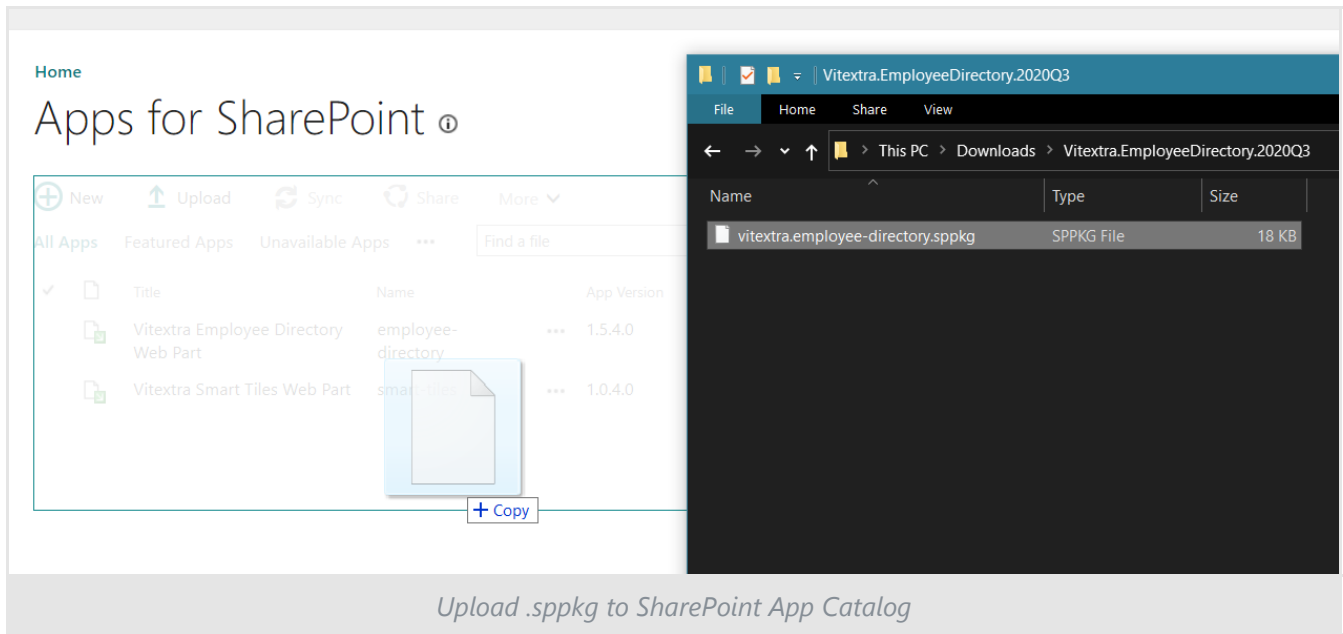 Home
Apps for SharePoint
New Upload Sync Share More
All Apps Featured Apps Unavailable Apps ••• Find a file
Title Name App Version
Vitextra Employee Directory Web Part employee-directory ••• 1.5.4.0
Vitextra Smart Tiles Web Part smart-tiles ••• 1.0.4.0
+ Copy
Vitextra.EmployeeDirectory.2020Q3
File Home Share View
This PC > Downloads > Vitextra.EmployeeDirectory.2020Q3
Name Type Size
vitextra.employee-directory.sppkg SPPKG File 18 KB
Upload .sppkg to SharePoint App Catalog